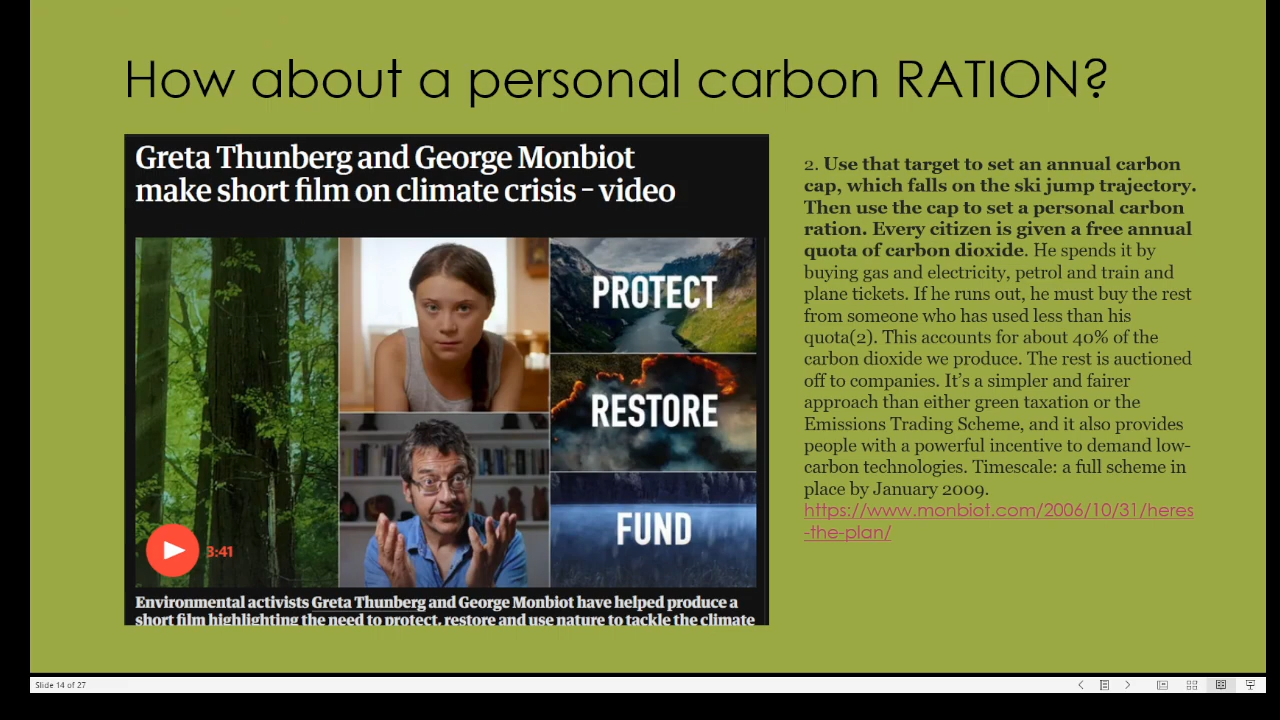 How about a personal carbon RATION?
Greta Thunberg and George Monbiot
make short film on climate crisis – video
PROTECT
RESTORE
FUND
3:41
Environmental activists Greta Thunberg and George Monbiot have helped produce a
short film highlighting the need to protect, restore and use nature to tackle the climate
2. Use that target to set an annual carbon
cap, which falls on the ski jump trajectory.
Then use the cap to set a personal carbon
ration. Every citizen is given a free annual
quota of carbon dioxide. He spends it by
buying gas and electricity, petrol and train and
plane tickets. If he runs out, he must buy the rest
from someone who has used less than his
quota(2). This accounts for about 40% of the
carbon dioxide we produce. The rest is auctioned
off to companies. It’s a simpler and fairer
approach than either green taxation or the
Emissions Trading Scheme, and it also provides
people with a powerful incentive to demand low-
carbon technologies. Timescale: a full scheme in
place by January 2009.
https://www.monbiot.com/2006/10/31/heres
-the-plan/
Slide 14 of 27